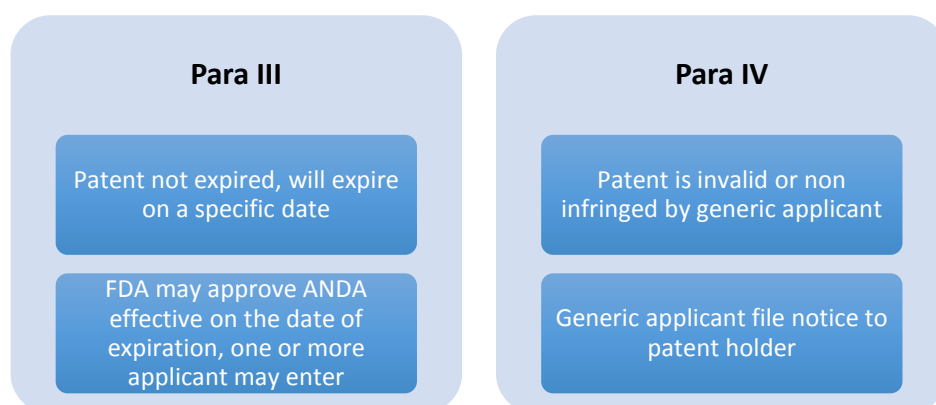 Para III
Patent not expired, will expire
on a specific date
FDA may approve ANDA
effective on the date of
expiration, one or more
applicant may enter
Para IV
Patent is invalid or non
infringed by generic applicant
Generic applicant file notice to
patent holder